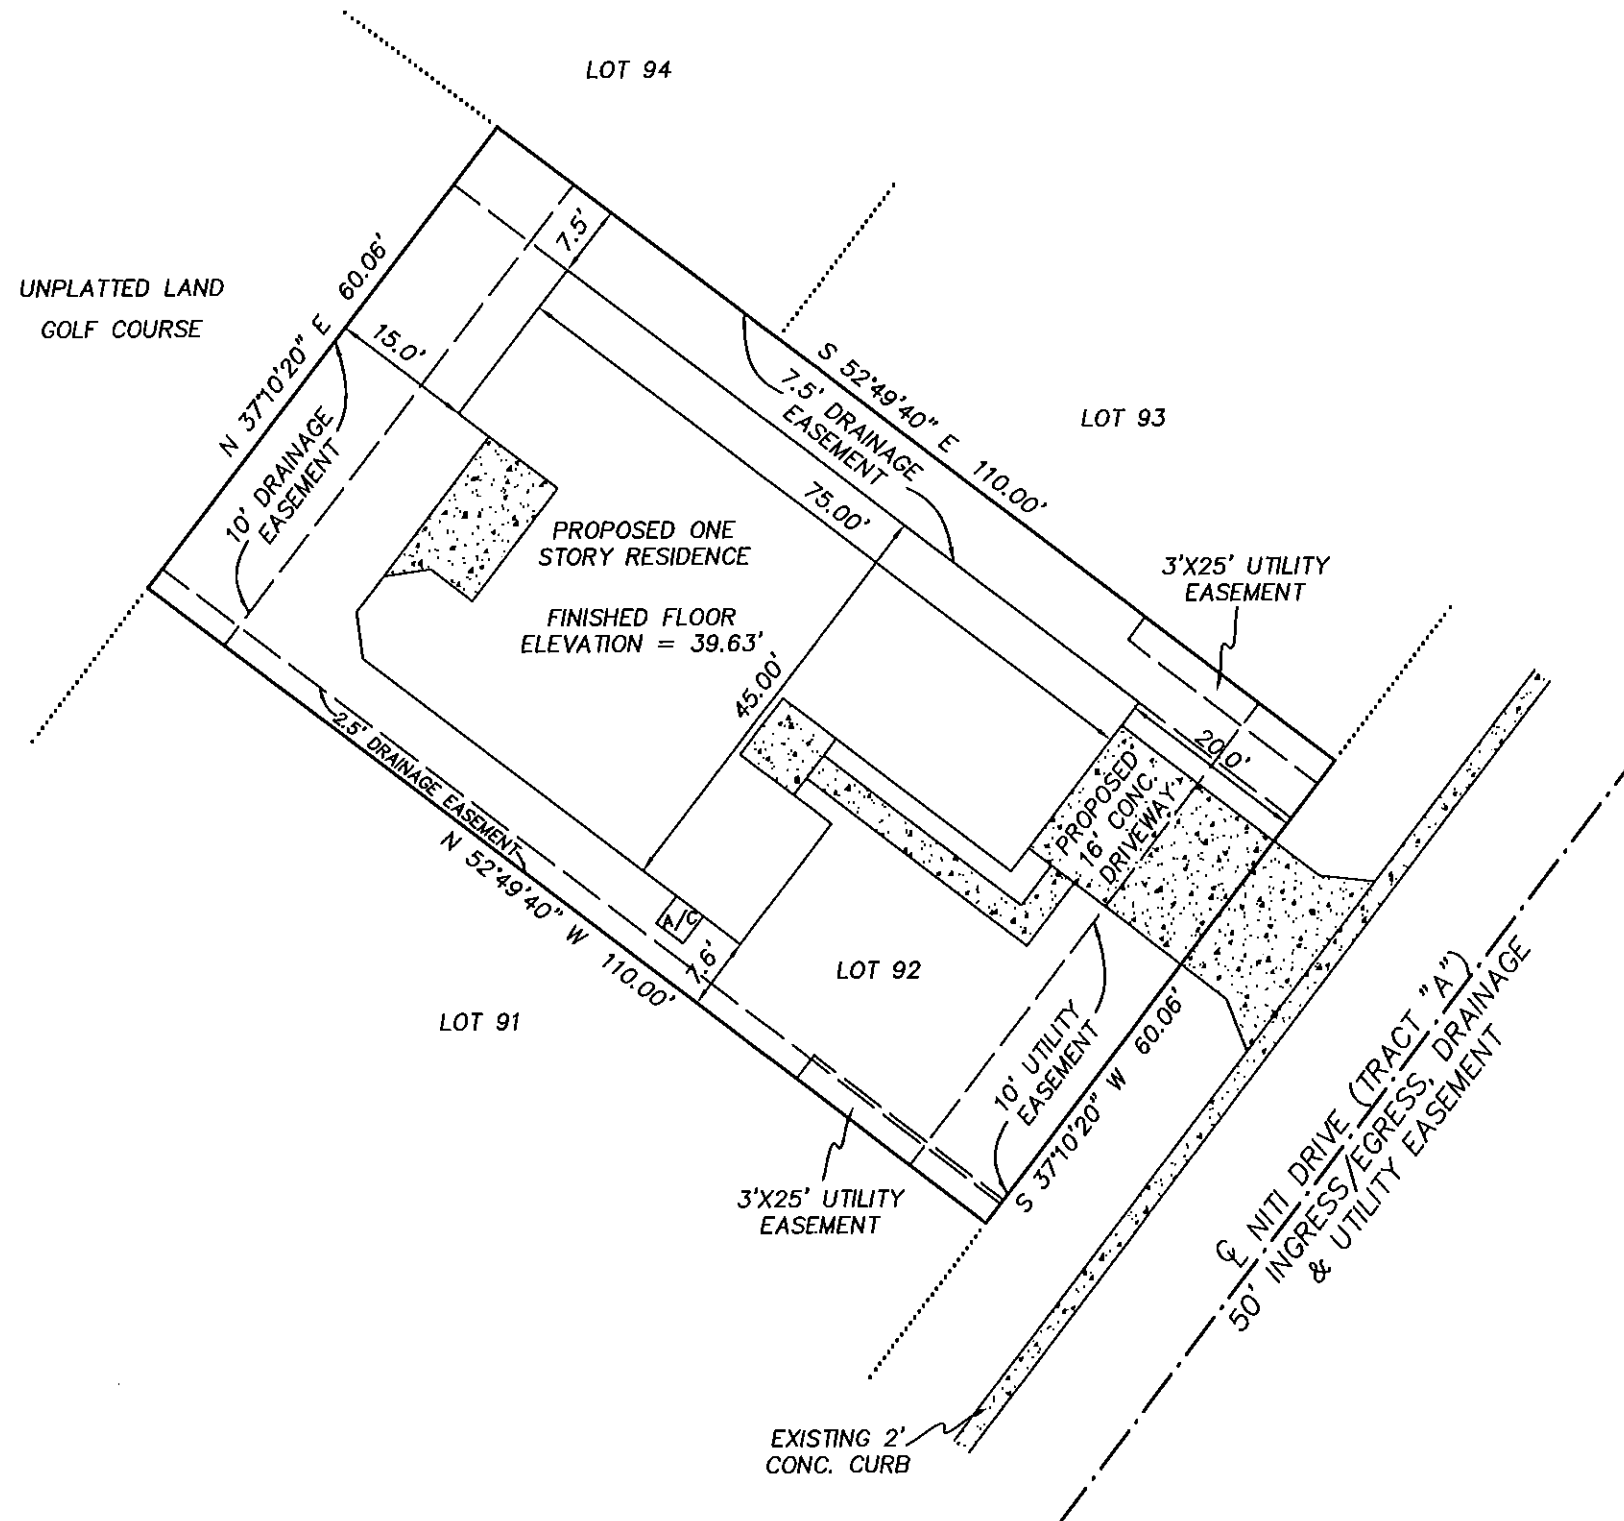 LOT 94
UNPLATTED LAND
GOLF COURSE
N 37°10'20" E 60.06'
7.5'
15.0'
10' DRAINAGE
EASEMENT
S 52°49'40" E 110.00'
7.5' DRAINAGE
EASEMENT
LOT 93
75.00'
PROPOSED ONE
STORY RESIDENCE
FINISHED FLOOR
ELEVATION = 39.63'
45.00'
3'X25' UTILITY
EASEMENT
20.0'
PROPOSED
16' CONC.
DRIVEWAY
2.5' DRAINAGE EASEMENT
N 52°49'40" W 110.00'
A/C
7.6'
LOT 92
LOT 91
10' UTILITY
EASEMENT
S 37°10'20" W 60.06'
3'X25' UTILITY
EASEMENT
℄ NITI DRIVE (TRACT "A")
50' INGRESS/EGRESS, DRAINAGE
& UTILITY EASEMENT
EXISTING 2'
CONC. CURB